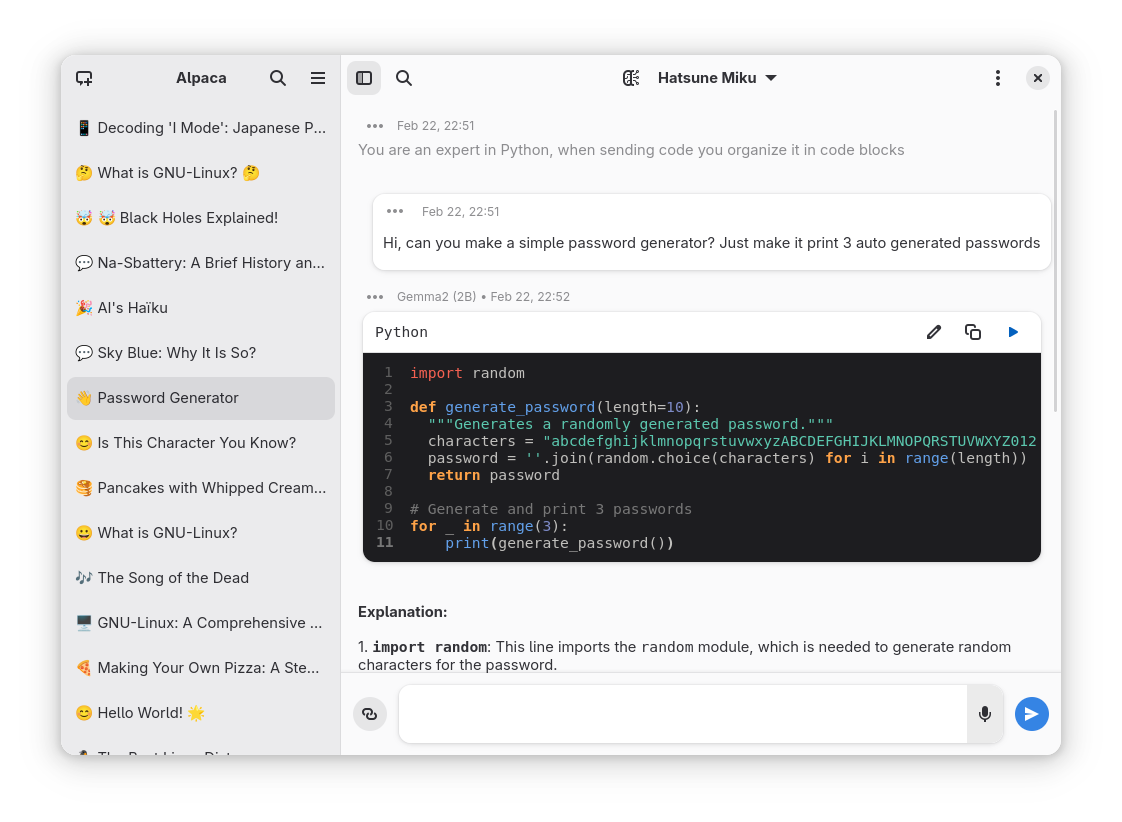 Alpaca
📱 Decoding 'I Mode': Japanese P...
🤔 What is GNU-Linux? 🤔
🤯 🤯 Black Holes Explained!
💬 Na-Sbattery: A Brief History an...
🎉 AI's Haïku
💬 Sky Blue: Why It Is So?
👋 Password Generator
😊 Is This Character You Know?
🥞 Pancakes with Whipped Cream...
😀 What is GNU-Linux?
🎶 The Song of the Dead
🖥️ GNU-Linux: A Comprehensive ...
🍕 Making Your Own Pizza: A Ste...
😊 Hello World! 🌟
Hatsune Miku
Feb 22, 22:51
You are an expert in Python, when sending code you organize it in code blocks
Feb 22, 22:51
Hi, can you make a simple password generator? Just make it print 3 auto generated passwords
Gemma2 (2B) • Feb 22, 22:52
Python
1 import random
2
3 def generate_password(length=10):
4   """Generates a randomly generated password."""
5   characters = "abcdefghijklmnopqrstuvwxyzABCDEFGHIJKLMNOPQRSTUVWXYZ012
6   password = ''.join(random.choice(characters) for i in range(length))
7   return password
8
9 # Generate and print 3 passwords
10 for _ in range(3):
11     print(generate_password())
Explanation:
1. import random: This line imports the random module, which is needed to generate random
characters for the password.